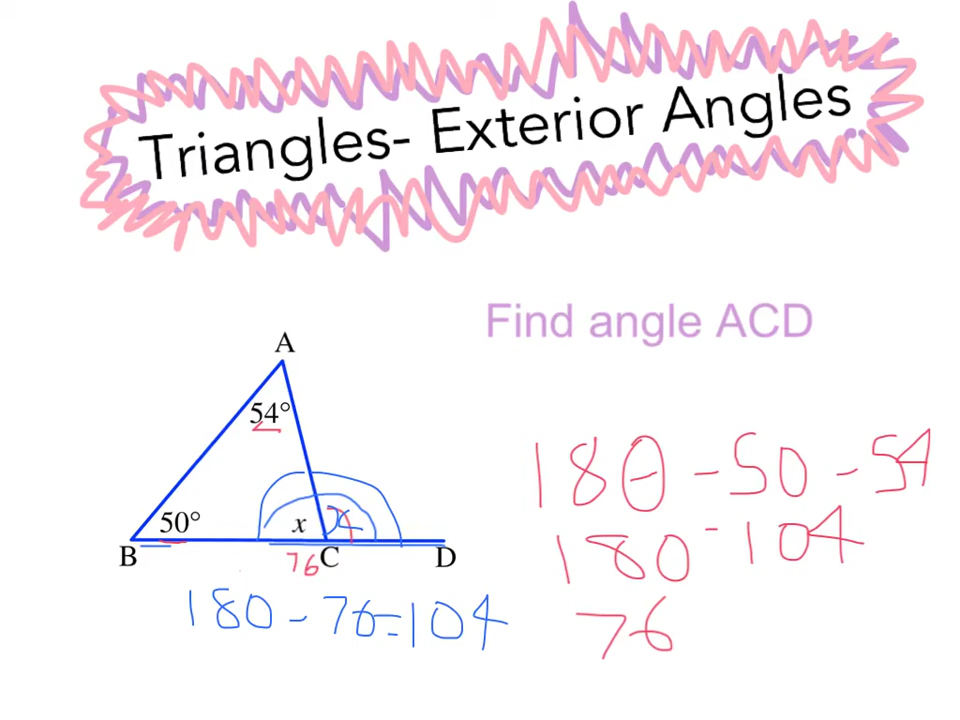 Triangles- Exterior Angles
Find angle ACD
A
54°
50°
x
x
B
C
D
76
180 - 76 = 104
180 - 50 - 54
180 - 104
76